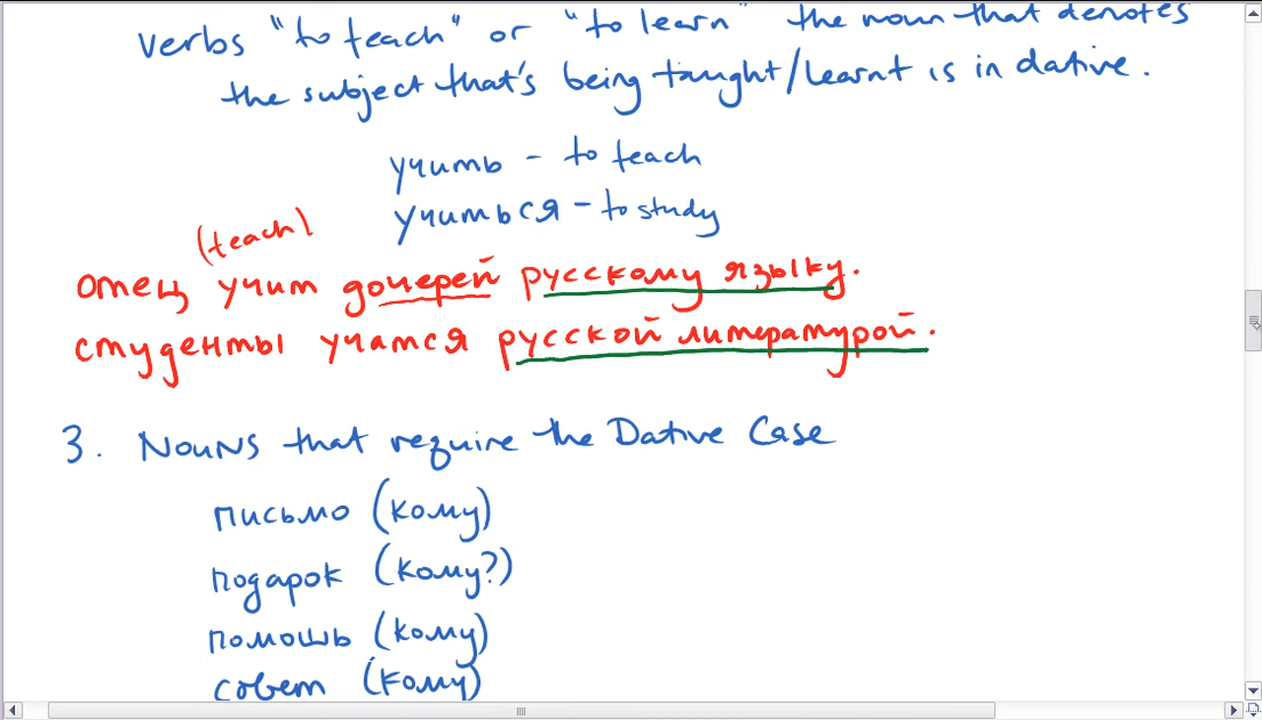 verbs "to teach" or "to learn" the noun that denotes
the subject that's being taught/learnt is in dative.
учить - to teach
учиться - to study
(teach)
отец учит дочерей русскому языку.
студенты учатся русской литературой.
3. Nouns that require the Dative Case
письмо (кому)
подарок (кому?)
помошь (кому)
совет (кому)